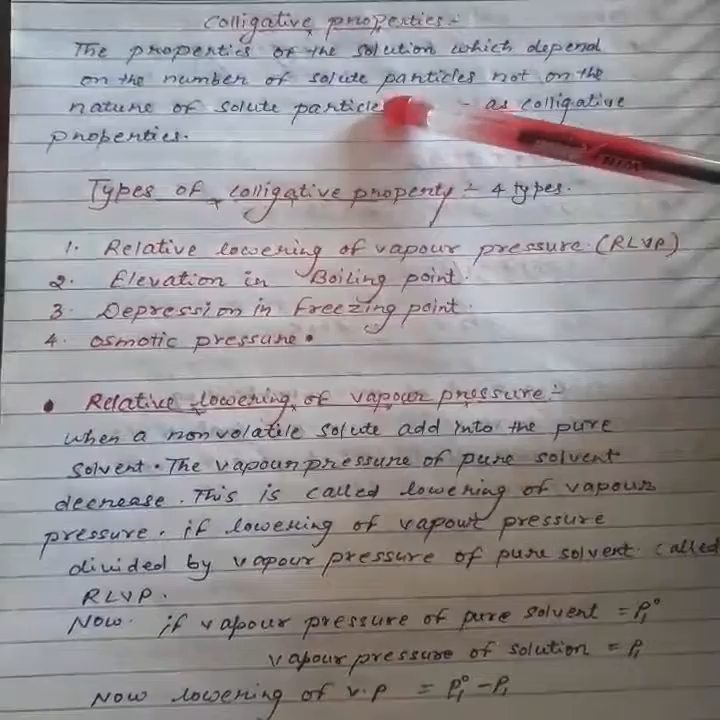 Colligative properties:-
The properties of the solution which depend
on the number of solute particles not on the
nature of solute particles as colligative
properties.
Types of colligative property :- 4 types.
1. Relative lowering of vapour pressure. (RLVP)
2. Elevation in Boiling point.
3. Depression in freezing point.
4. osmotic pressure.
• Relative lowering of vapour pressure:-
when a nonvolatile solute add into the pure
solvent. The vapour pressure of pure solvent
decrease. This is called lowering of vapour
pressure. if lowering of vapour pressure
divided by vapour pressure of pure solvent. called
RLVP.
Now. if vapour pressure of pure solvent = P₁°
vapour pressure of solution = P₁
Now lowering of v.p = P₁° - P₁